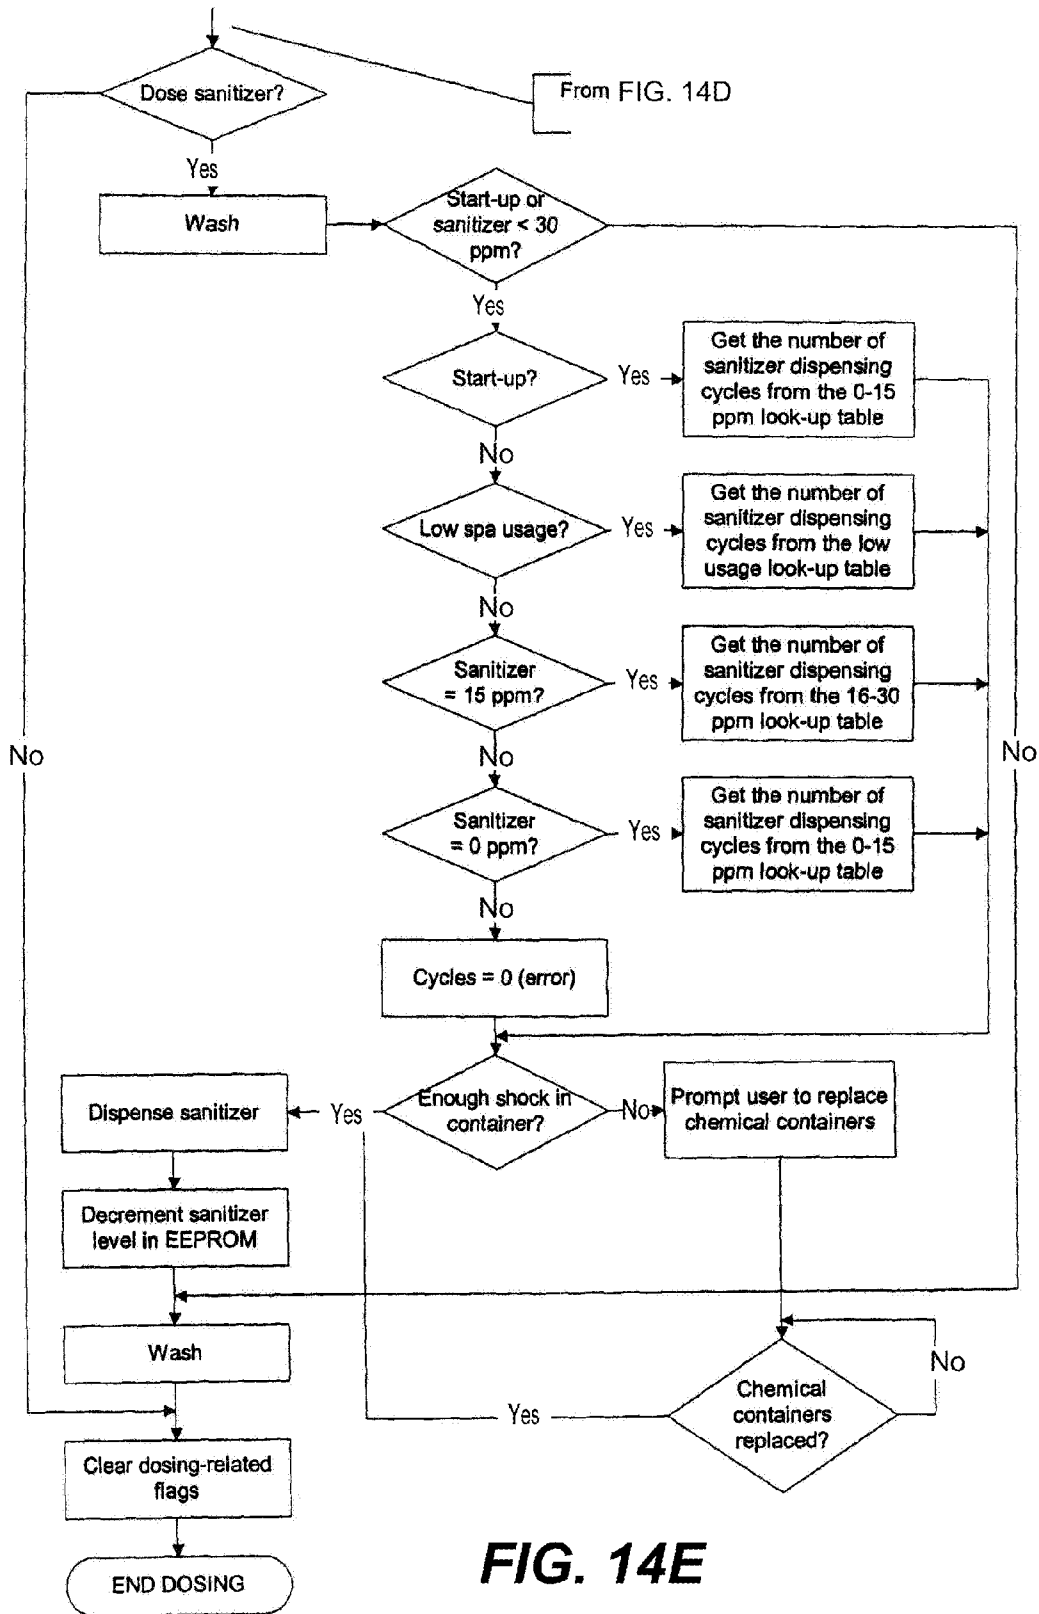 From FIG. 14D
Dose sanitizer?
Yes
Wash
Start-up or
sanitizer < 30
ppm?
Yes
Start-up?
Yes
Get the number of
sanitizer dispensing
cycles from the 0-15
ppm look-up table
No
Low spa usage?
Yes
Get the number of
sanitizer dispensing
cycles from the low
usage look-up table
No
Sanitizer
= 15 ppm?
Yes
Get the number of
sanitizer dispensing
cycles from the 16-30
ppm look-up table
No
No
No
Sanitizer
= 0 ppm?
Yes
Get the number of
sanitizer dispensing
cycles from the 0-15
ppm look-up table
No
Cycles = 0 (error)
Enough shock in
container?
Yes
Dispense sanitizer
No
Prompt user to replace
chemical containers
Decrement sanitizer
level in EEPROM
Wash
No
Chemical
containers
replaced?
Yes
Clear dosing-related
flags
END DOSING
FIG. 14E